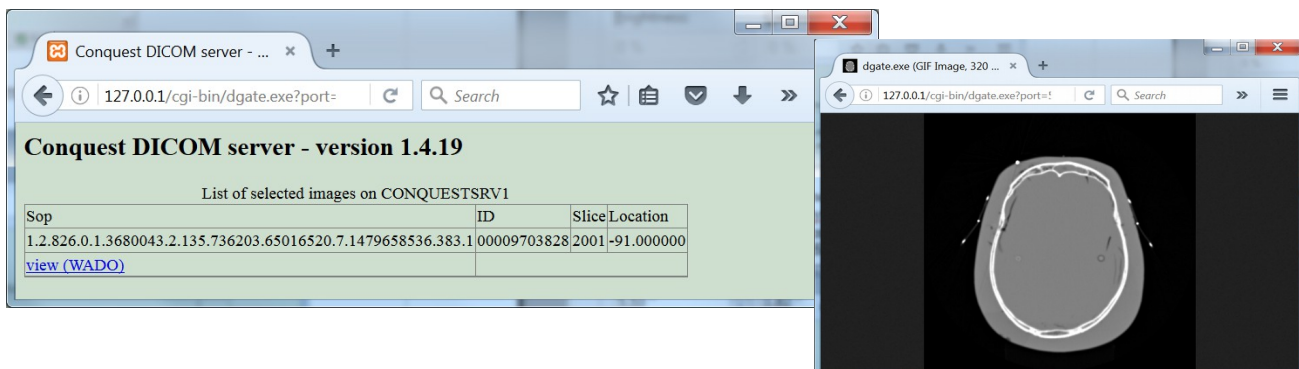 Conquest DICOM server - ... × +
127.0.0.1/cgi-bin/dgate.exe?port= Search
Conquest DICOM server - version 1.4.19
List of selected images on CONQUESTSRV1
Sop ID Slice Location
1.2.826.0.1.3680043.2.135.736203.65016520.7.1479658536.383.1 00009703828 2001 -91.000000
view (WADO)
dgate.exe (GIF Image, 320 ... × +
127.0.0.1/cgi-bin/dgate.exe?port=! Search